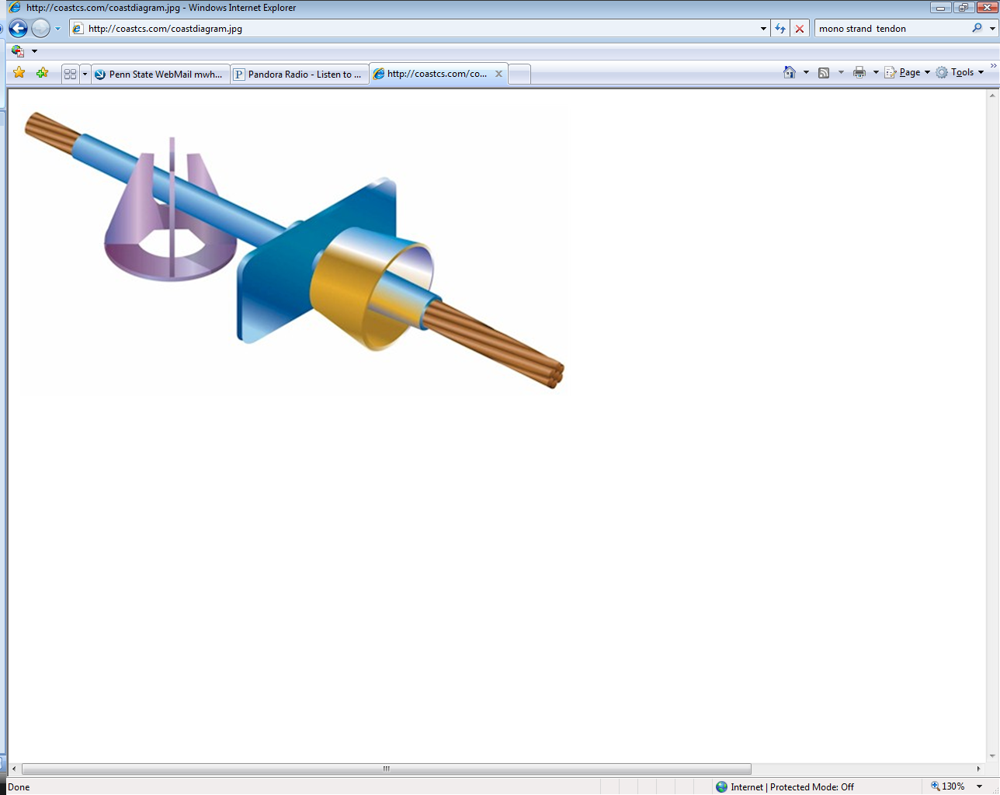 http://coastcs.com/coastdiagram.jpg - Windows Internet Explorer
http://coastcs.com/coastdiagram.jpg
mono strand tendon
Penn State WebMail mwh...
Pandora Radio - Listen to ...
http://coastcs.com/co...
Page
Tools
Done
Internet | Protected Mode: Off
130%